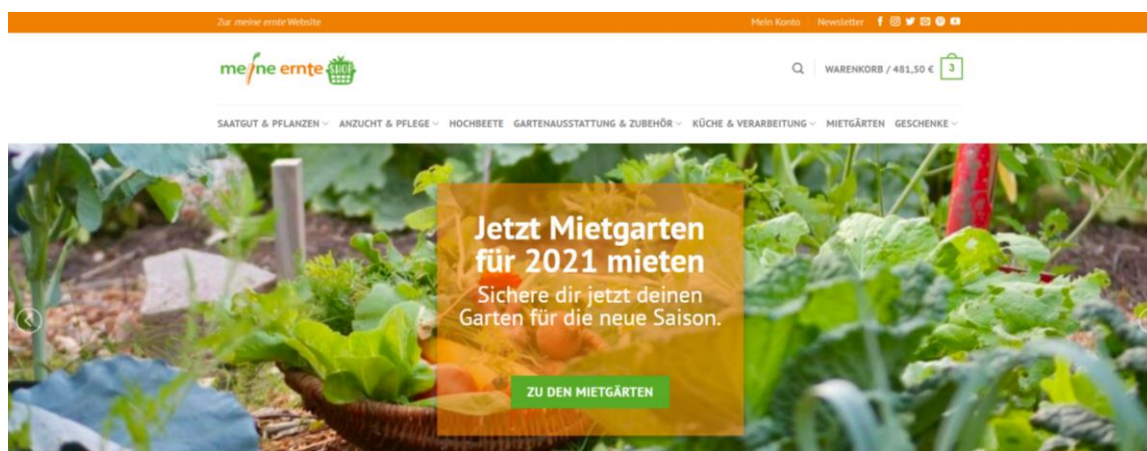 Zur meine ernte Website
Mein Konto
Newsletter
meine ernte SHOP
WARENKORB / 481,50 €
3
SAATGUT & PFLANZEN
ANZUCHT & PFLEGE
HOCHBEETE
GARTENAUSSTATTUNG & ZUBEHÖR
KÜCHE & VERARBEITUNG
MIETGÄRTEN
GESCHENKE
Jetzt Mietgarten
für 2021 mieten
Sichere dir jetzt deinen
Garten für die neue Saison.
ZU DEN MIETGÄRTEN